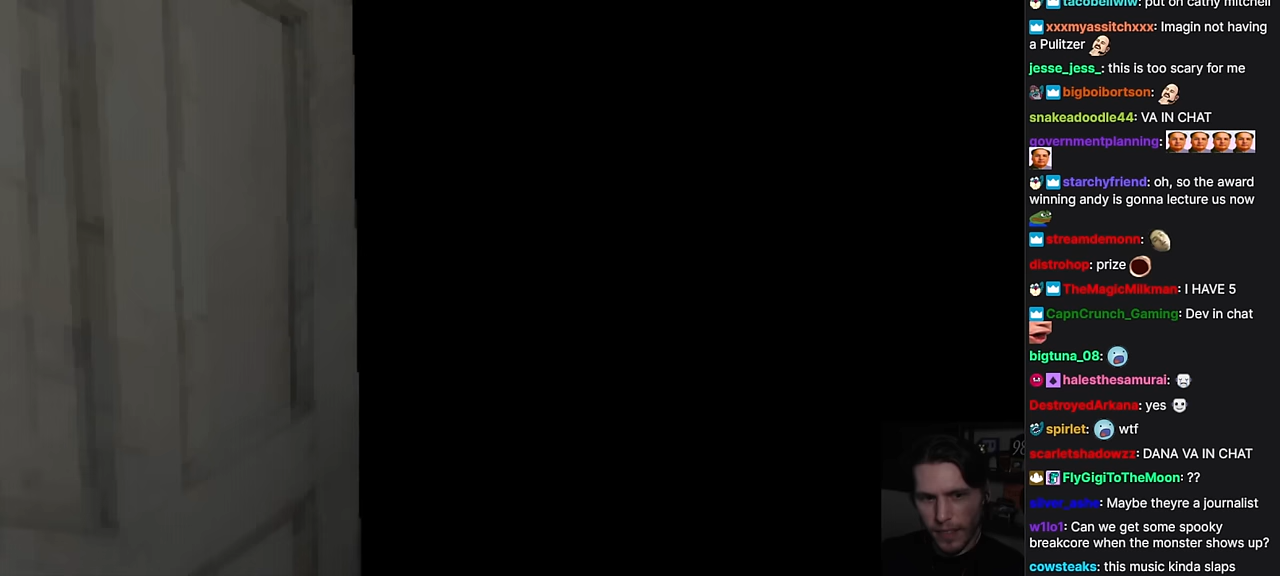 tacobellwlw: put on cathy mitchell
xxxmyassitchxxx: Imagin not having
a Pulitzer
jesse_jess_: this is too scary for me
bigboibortson:
snakeadoodle44: VA IN CHAT
governmentplanning:
starchyfriend: oh, so the award
winning andy is gonna lecture us now
streamdemonn:
distrohop: prize
TheMagicMilkman: I HAVE 5
CapnCrunch_Gaming: Dev in chat
bigtuna_08:
halesthesamurai:
DestroyedArkana: yes
spirlet: wtf
scarletshadowzz: DANA VA IN CHAT
FlyGigiToTheMoon: ??
silver_ashe: Maybe theyre a journalist
w1lo1: Can we get some spooky
breakcore when the monster shows up?
cowsteaks: this music kinda slaps
98